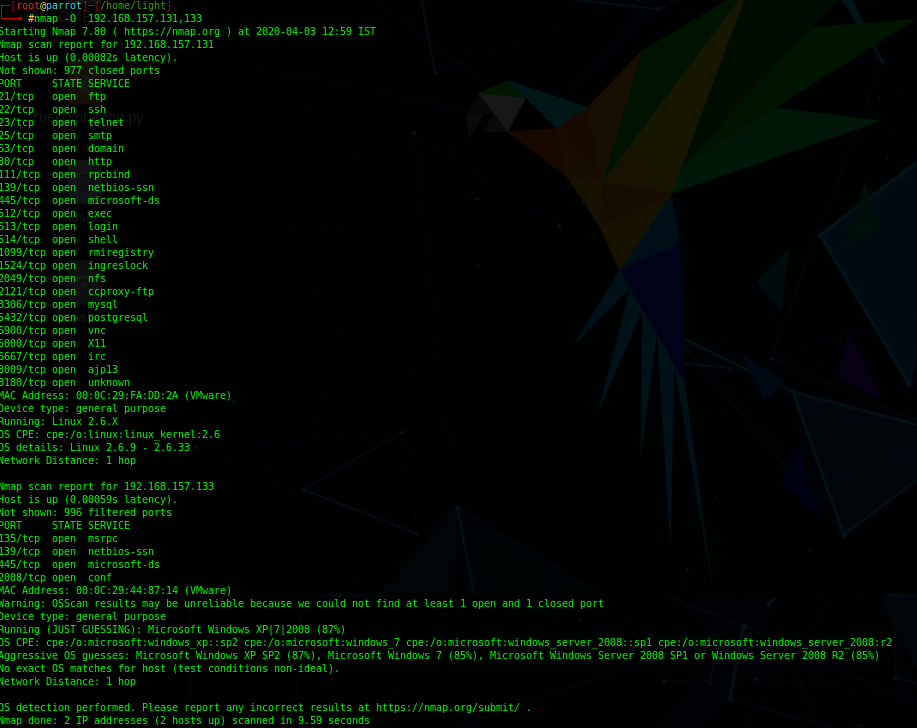 [root@parrot]─[/home/light]
#nmap -O 192.168.157.131,133
Starting Nmap 7.80 ( https://nmap.org ) at 2020-04-03 12:59 IST
Nmap scan report for 192.168.157.131
Host is up (0.00082s latency).
Not shown: 977 closed ports
PORT     STATE SERVICE
21/tcp   open  ftp
22/tcp   open  ssh
23/tcp   open  telnet
25/tcp   open  smtp
53/tcp   open  domain
80/tcp   open  http
111/tcp  open  rpcbind
139/tcp  open  netbios-ssn
445/tcp  open  microsoft-ds
512/tcp  open  exec
513/tcp  open  login
514/tcp  open  shell
1099/tcp open  rmiregistry
1524/tcp open  ingreslock
2049/tcp open  nfs
2121/tcp open  ccproxy-ftp
3306/tcp open  mysql
5432/tcp open  postgresql
5900/tcp open  vnc
6000/tcp open  X11
6667/tcp open  irc
8009/tcp open  ajp13
8180/tcp open  unknown
MAC Address: 00:0C:29:FA:DD:2A (VMware)
Device type: general purpose
Running: Linux 2.6.X
OS CPE: cpe:/o:linux:linux_kernel:2.6
OS details: Linux 2.6.9 - 2.6.33
Network Distance: 1 hop

Nmap scan report for 192.168.157.133
Host is up (0.00059s latency).
Not shown: 996 filtered ports
PORT     STATE SERVICE
135/tcp  open  msrpc
139/tcp  open  netbios-ssn
445/tcp  open  microsoft-ds
2008/tcp open  conf
MAC Address: 00:0C:29:44:87:14 (VMware)
Warning: OSScan results may be unreliable because we could not find at least 1 open and 1 closed port
Device type: general purpose
Running (JUST GUESSING): Microsoft Windows XP|7|2008 (87%)
OS CPE: cpe:/o:microsoft:windows_xp::sp2 cpe:/o:microsoft:windows_7 cpe:/o:microsoft:windows_server_2008::sp1 cpe:/o:microsoft:windows_server_2008:r2
Aggressive OS guesses: Microsoft Windows XP SP2 (87%), Microsoft Windows 7 (85%), Microsoft Windows Server 2008 SP1 or Windows Server 2008 R2 (85%)
No exact OS matches for host (test conditions non-ideal).
Network Distance: 1 hop

OS detection performed. Please report any incorrect results at https://nmap.org/submit/ .
Nmap done: 2 IP addresses (2 hosts up) scanned in 9.59 seconds